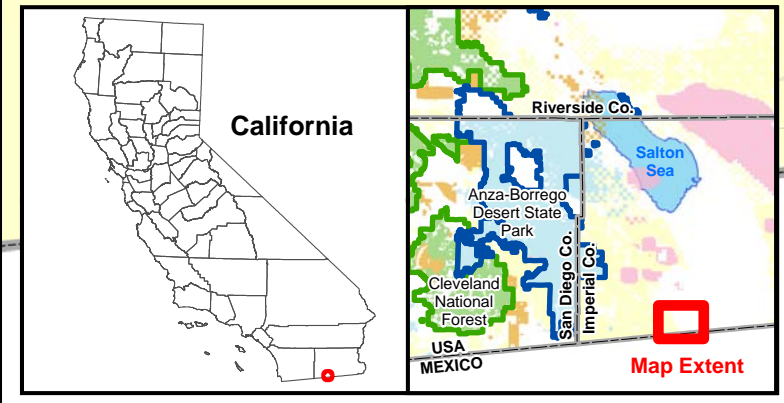 California
Riverside Co.
Salton
Sea
Anza-Borrego
Desert State
Park
San Diego Co.
Imperial Co.
Cleveland
National
Forest
USA
MEXICO
Map Extent